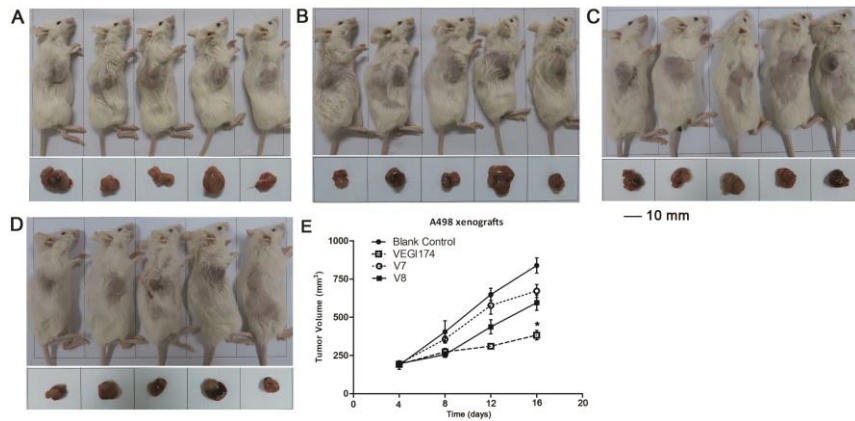 A
B
C
10 mm
D
E
A498 xenografts
Blank Control
VEGI174
V7
V8
Tumor Volume (mm³)
1000
750
500
250
0
*
0
4
8
12
16
20
Time (days)